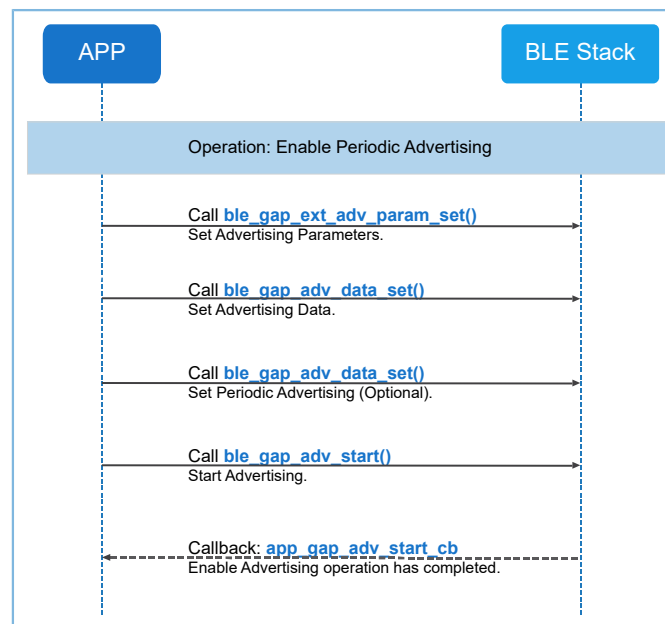 APP
BLE Stack
Operation: Enable Periodic Advertising
Call ble_gap_ext_adv_param_set()
Set Advertising Parameters.
Call ble_gap_adv_data_set()
Set Advertising Data.
Call ble_gap_adv_data_set()
Set Periodic Advertising (Optional).
Call ble_gap_adv_start()
Start Advertising.
Callback: app_gap_adv_start_cb
Enable Advertising operation has completed.